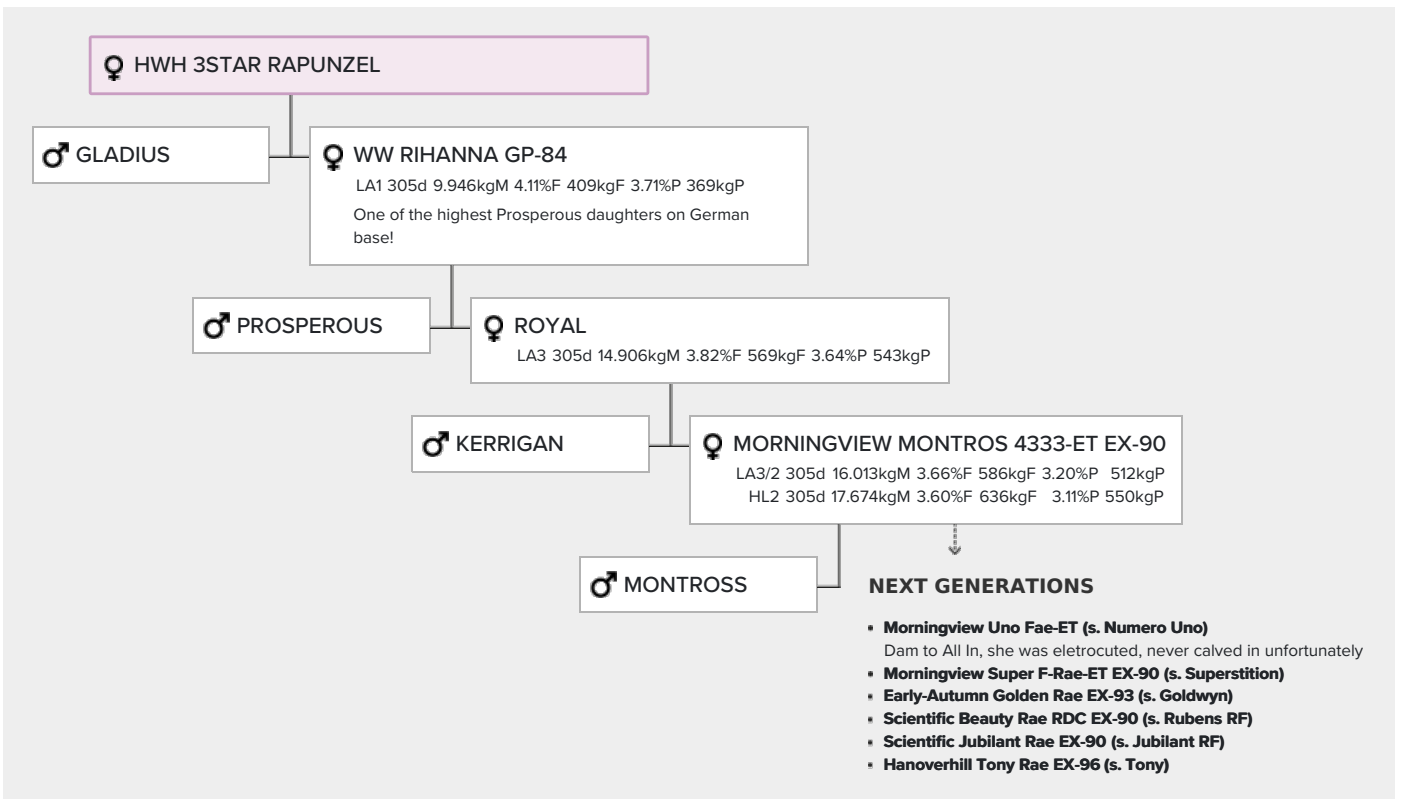 HWH 3STAR RAPUNZEL
GLADIUS
WW RIHANNA GP-84
LA1 305d 9.946kgM 4.11%F 409kgF 3.71%P 369kgP
One of the highest Prosperous daughters on German
base!
PROSPEROUS
ROYAL
LA3 305d 14.906kgM 3.82%F 569kgF 3.64%P 543kgP
KERRIGAN
MORNINGVIEW MONTROS 4333-ET EX-90
LA3/2 305d 16.013kgM 3.66%F 586kgF 3.20%P 512kgP
HL2 305d 17.674kgM 3.60%F 636kgF 3.11%P 550kgP
MONTROSS
NEXT GENERATIONS
Morningview Uno Fae-ET (s. Numero Uno)
Dam to All In, she was eletrocuted, never calved in unfortunately
Morningview Super F-Rae-ET EX-90 (s. Superstition)
Early-Autumn Golden Rae EX-93 (s. Goldwyn)
Scientific Beauty Rae RDC EX-90 (s. Rubens RF)
Scientific Jubilant Rae EX-90 (s. Jubilant RF)
Hanoverhill Tony Rae EX-96 (s. Tony)